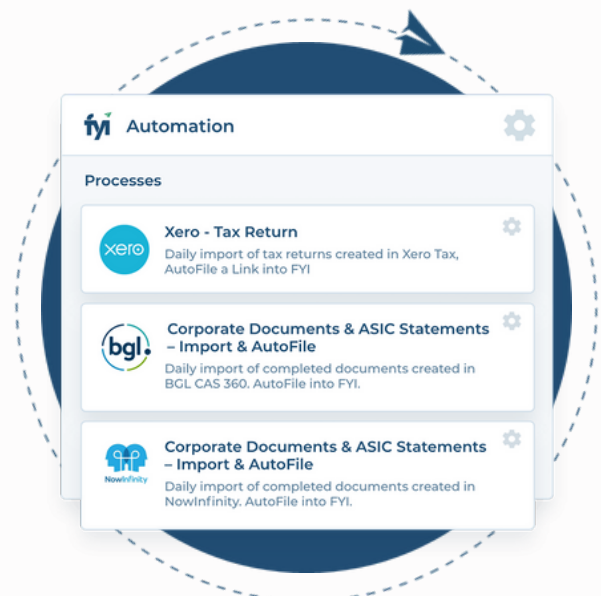 fyi Automation
Processes
xero
Xero - Tax Return
Daily import of tax returns created in Xero Tax,
AutoFile a Link into FYI
bgl.
Corporate Documents & ASIC Statements
– Import & AutoFile
Daily import of completed documents created in
BGL CAS 360. AutoFile into FYI.
NowInfinity
Corporate Documents & ASIC Statements
– Import & AutoFile
Daily import of completed documents created in
NowInfinity. AutoFile into FYI.